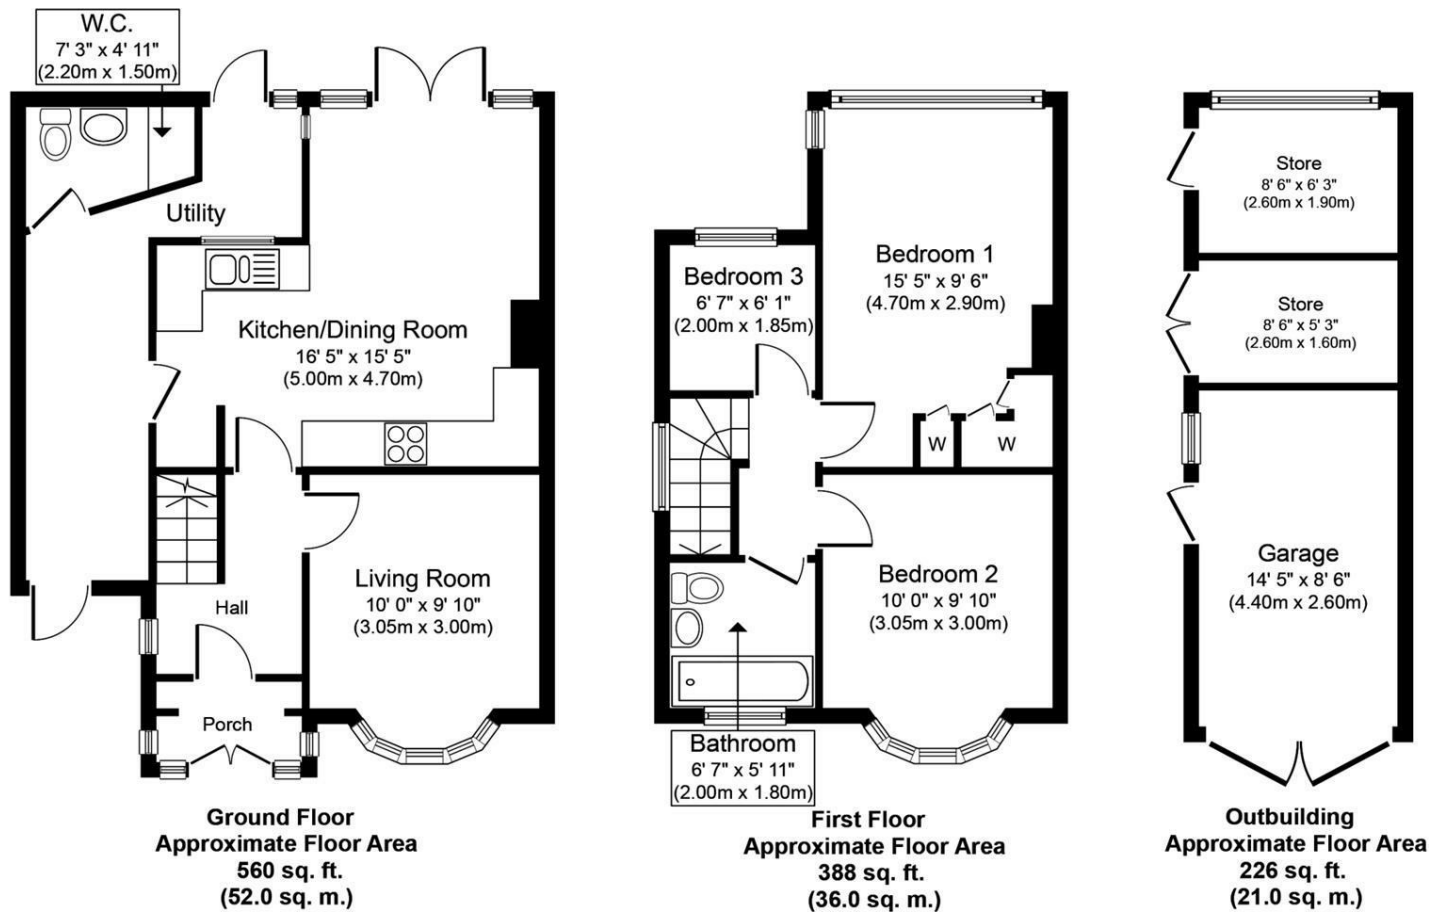 W.C.
7' 3" x 4' 11"
(2.20m x 1.50m)
Utility
Kitchen/Dining Room
16' 5" x 15' 5"
(5.00m x 4.70m)
Living Room
10' 0" x 9' 10"
(3.05m x 3.00m)
Hall
Porch
Ground Floor
Approximate Floor Area
560 sq. ft.
(52.0 sq. m.)
Bedroom 1
15' 5" x 9' 6"
(4.70m x 2.90m)
Bedroom 3
6' 7" x 6' 1"
(2.00m x 1.85m)
W
W
Bedroom 2
10' 0" x 9' 10"
(3.05m x 3.00m)
Bathroom
6' 7" x 5' 11"
(2.00m x 1.80m)
First Floor
Approximate Floor Area
388 sq. ft.
(36.0 sq. m.)
Store
8' 6" x 6' 3"
(2.60m x 1.90m)
Store
8' 6" x 5' 3"
(2.60m x 1.60m)
Garage
14' 5" x 8' 6"
(4.40m x 2.60m)
Outbuilding
Approximate Floor Area
226 sq. ft.
(21.0 sq. m.)